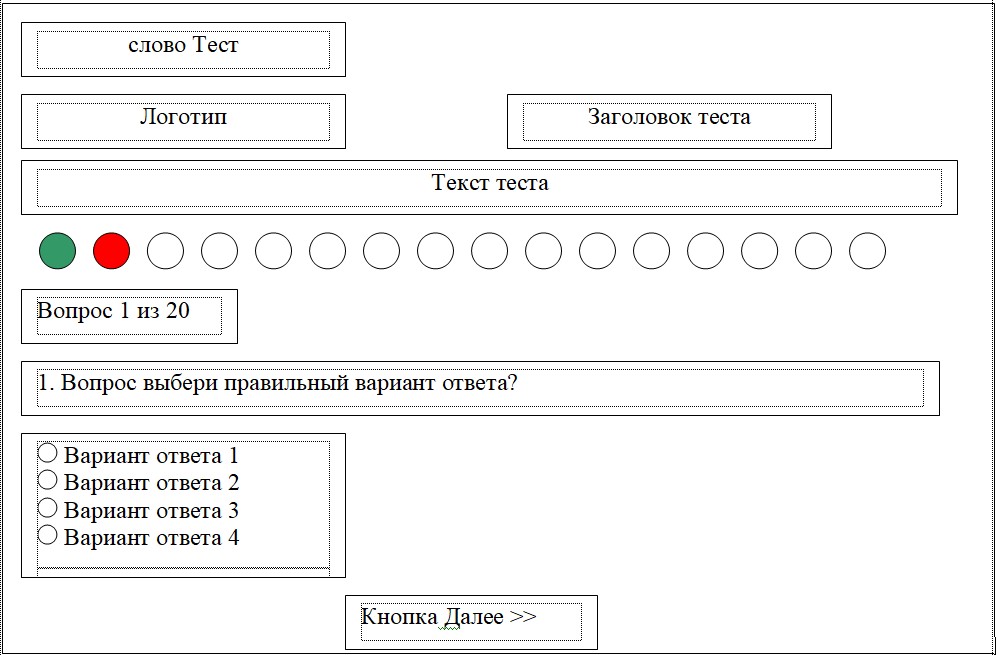 слово Тест
Логотип
Заголовок теста
Текст теста
Вопрос 1 из 20
1. Вопрос выбери правильный вариант ответа?
Вариант ответа 1
Вариант ответа 2
Вариант ответа 3
Вариант ответа 4
Кнопка Далее >>